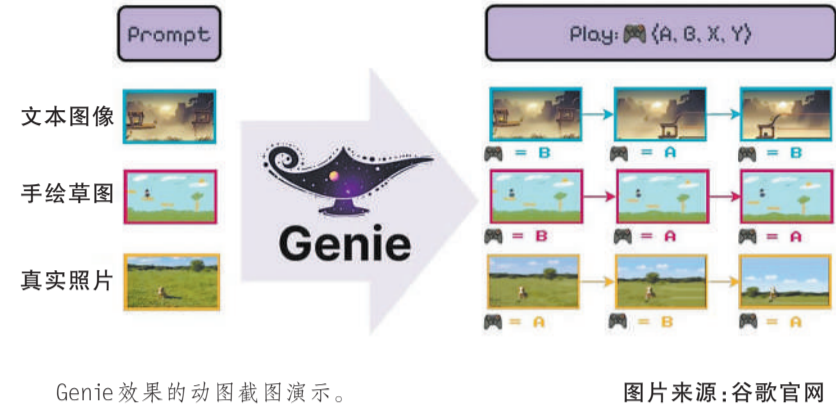 Prompt
Play: {A, B, X, Y}
文本图像
= B = A = B
手绘草图
Genie
= B = A = A
真实照片
= A = B = A
Genie效果的动图截图演示。
图片来源:谷歌官网